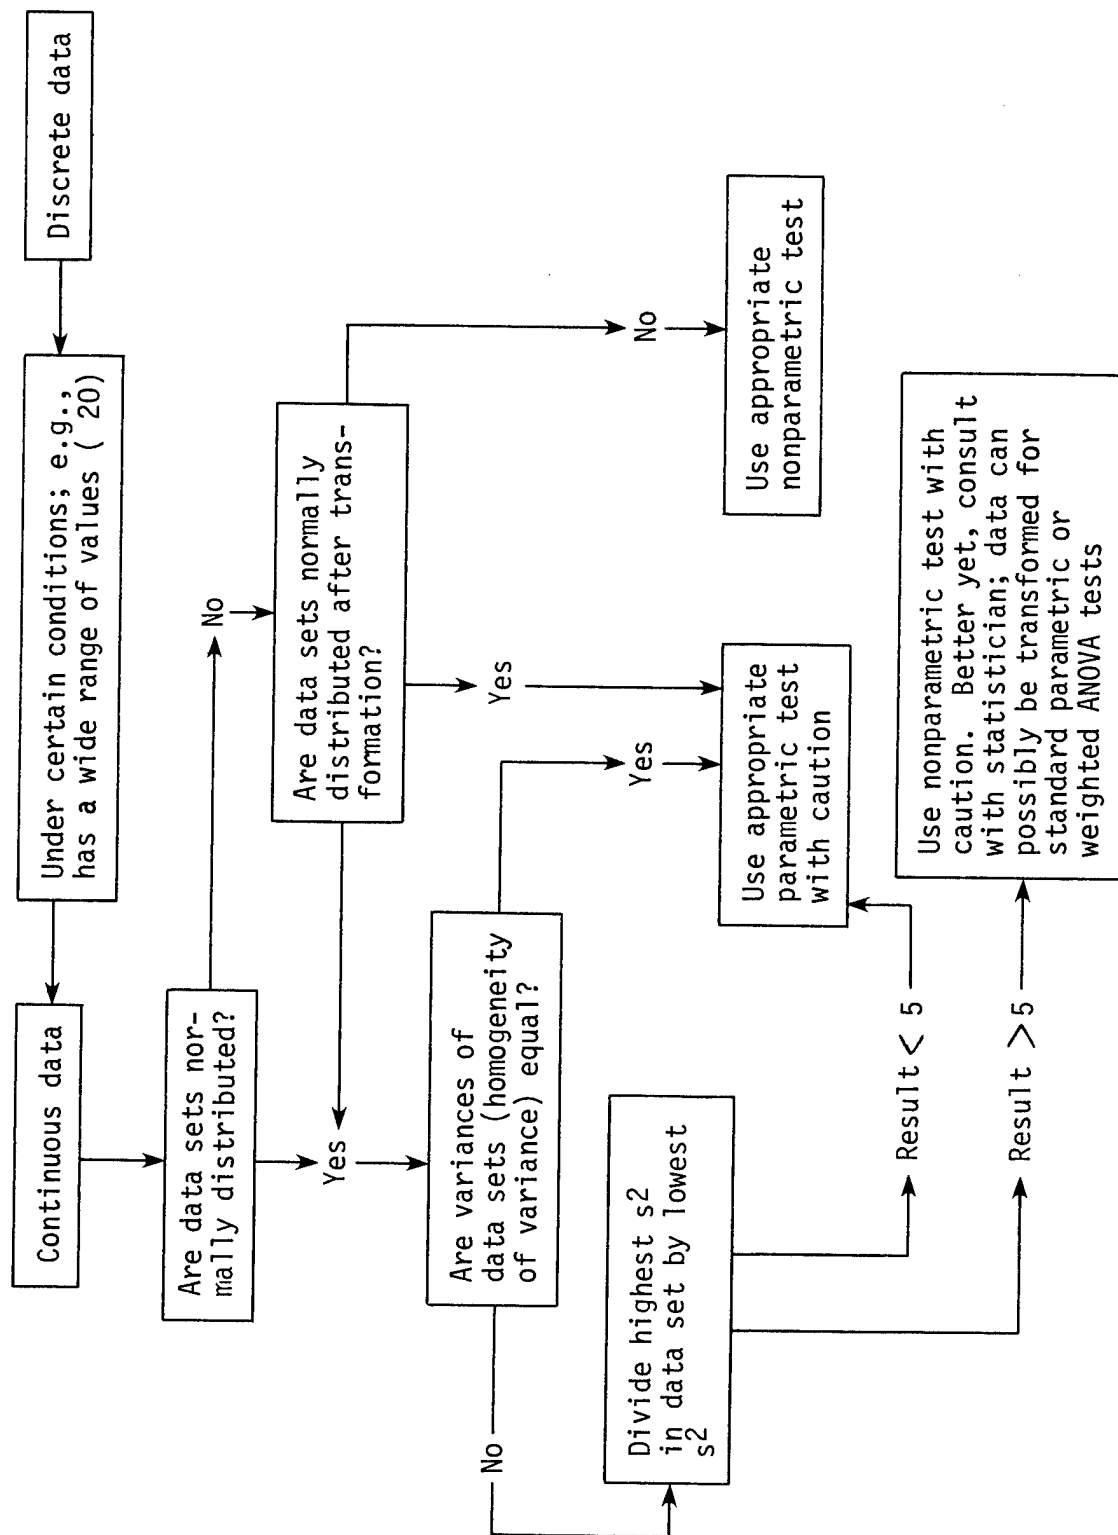 Continuous data
Under certain conditions; e.g.,
has a wide range of values ( 20)
Discrete data
Are data sets nor-
mally distributed?
No
Are data sets normally
distributed after trans-
formation?
Yes
Yes
No
Are variances of
data sets (homogeneity
of variance) equal?
Yes
No
Use appropriate
parametric test
with caution
Use appropriate
nonparametric test
Divide highest s²
in data set by lowest
s²
Result < 5
Result > 5
Use nonparametric test with
caution. Better yet, consult
with statistician; data can
possibly be transformed for
standard parametric or
weighted ANOVA tests